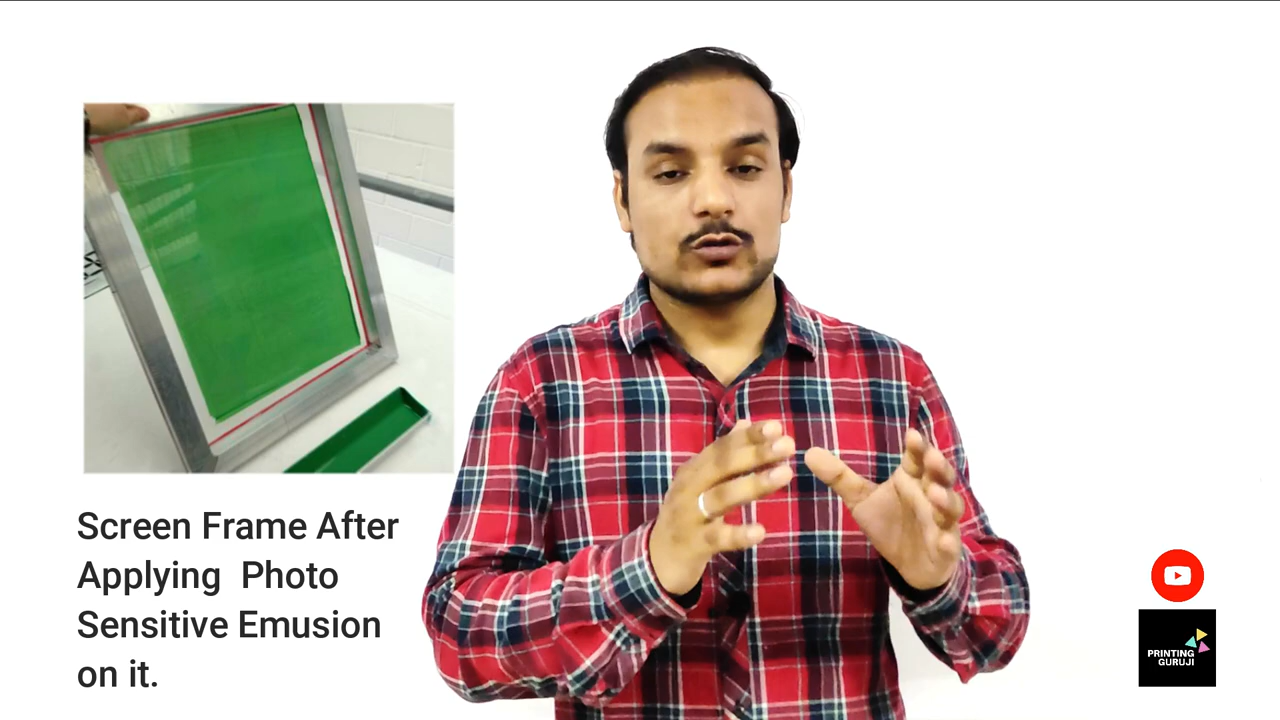 Screen Frame After
Applying  Photo
Sensitive Emusion
on it.
PRINTING
GURUJI